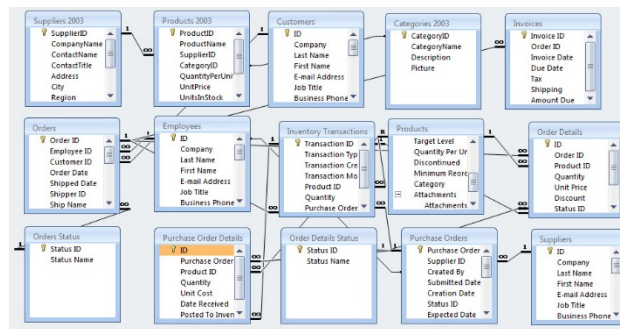 Suppliers 2003
SupplierID
CompanyName
ContactName
ContactTitle
Address
City
Region
Products 2003
ProductID
ProductName
SupplierID
CategoryID
QuantityPerUni
UnitPrice
UnitsInStock
Customers
ID
Company
Last Name
First Name
E-mail Address
Job Title
Business Phone
Categories 2003
CategoryID
CategoryName
Description
Picture
Invoices
Invoice ID
Order ID
Invoice Date
Due Date
Tax
Shipping
Amount Due
Orders
Order ID
Employee ID
Customer ID
Order Date
Shipped Date
Shipper ID
Ship Name
Employees
ID
Company
Last Name
First Name
E-mail Address
Job Title
Business Phone
Inventory Transactions
Transaction ID
Transaction Typ
Transaction Cre
Transaction Mo
Product ID
Quantity
Purchase Order
Products
Target Level
Quantity Per Ur
Discontinued
Minimum Reorc
Category
Attachments
Attachments
Order Details
ID
Order ID
Product ID
Quantity
Unit Price
Discount
Status ID
Orders Status
Status ID
Status Name
Purchase Order Details
ID
Purchase Order
Product ID
Quantity
Unit Cost
Date Received
Posted To Inven
Order Details Status
Status ID
Status Name
Purchase Orders
Purchase Order
Supplier ID
Created By
Submitted Date
Creation Date
Status ID
Expected Date
Suppliers
ID
Company
Last Name
First Name
E-mail Address
Job Title
Business Phone